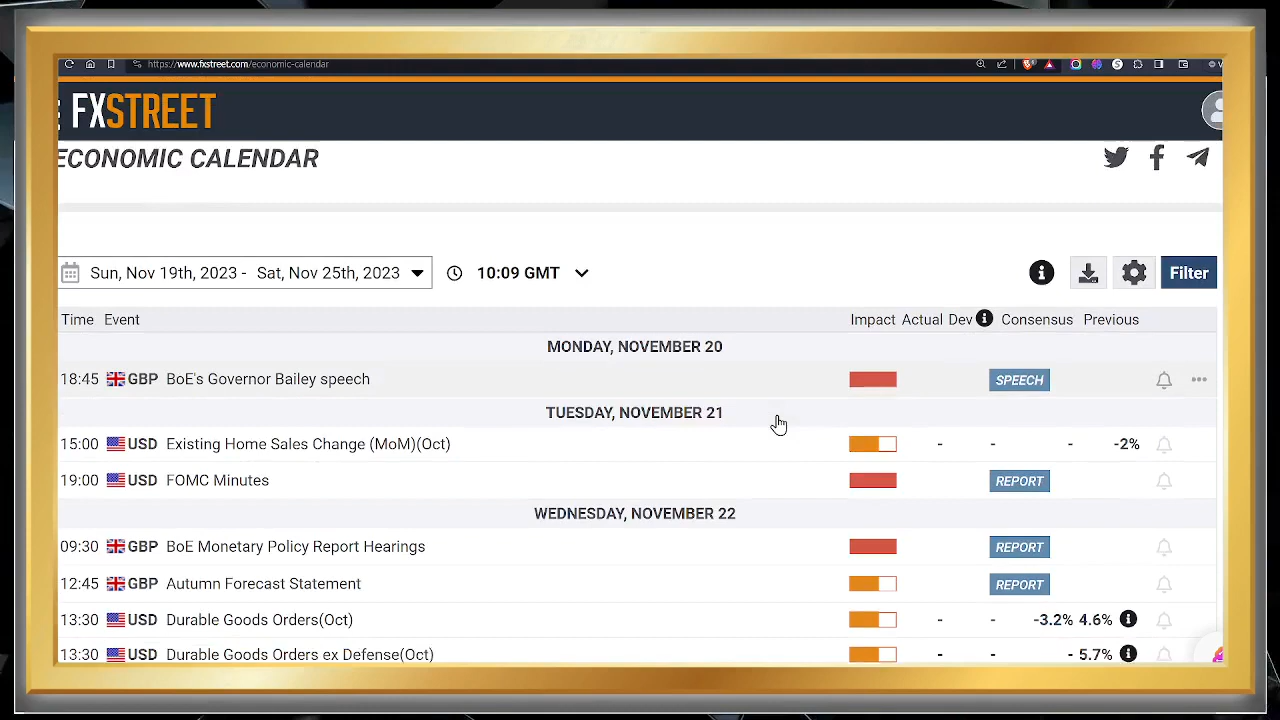 https://www.fxstreet.com/economic-calendar
FXSTREET
ECONOMIC CALENDAR
Sun, Nov 19th, 2023 - Sat, Nov 25th, 2023 10:09 GMT Filter
Time Event Impact Actual Dev Consensus Previous
MONDAY, NOVEMBER 20
18:45 GBP BoE's Governor Bailey speech SPEECH
TUESDAY, NOVEMBER 21
15:00 USD Existing Home Sales Change (MoM)(Oct) - - - -2%
19:00 USD FOMC Minutes REPORT
WEDNESDAY, NOVEMBER 22
09:30 GBP BoE Monetary Policy Report Hearings REPORT
12:45 GBP Autumn Forecast Statement REPORT
13:30 USD Durable Goods Orders(Oct) - - -3.2% 4.6%
13:30 USD Durable Goods Orders ex Defense(Oct) - - - 5.7%